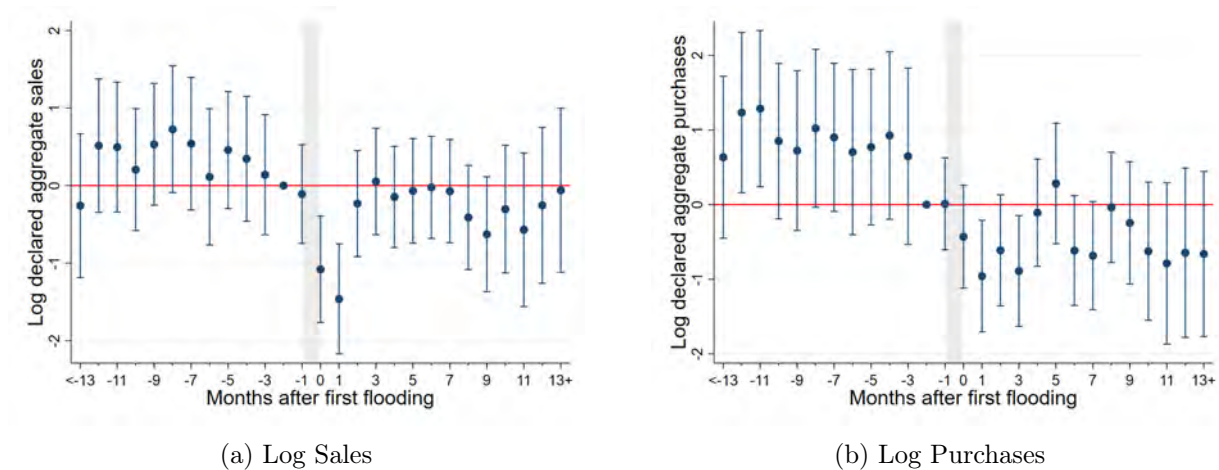 Log declared aggregate sales
2
1
0
-1
-2
<-13 -11 -9 -7 -5 -3 -1 0 1 3 5 7 9 11 13+
Months after first flooding
(a) Log Sales
Log declared aggregate purchases
2
1
0
-1
-2
<-13 -11 -9 -7 -5 -3 -1 0 1 3 5 7 9 11 13+
Months after first flooding
(b) Log Purchases